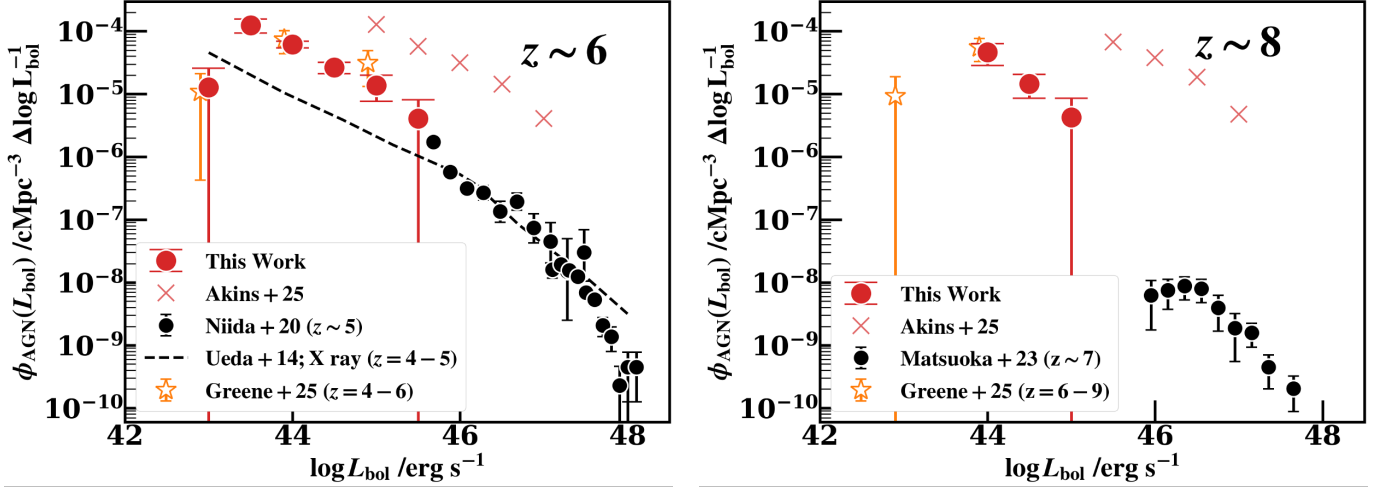 z ∼ 6
10⁻⁴
10⁻⁵
10⁻⁶
10⁻⁷
10⁻⁸
10⁻⁹
10⁻¹⁰
ϕ_AGN(L_bol) /cMpc⁻³ Δlog L⁻¹_bol
This Work
Akins + 25
Niida + 20 (z ∼ 5)
Ueda + 14; X ray (z = 4 − 5)
Greene + 25 (z = 4 − 6)
42 44 46 48
log L_bol /erg s⁻¹
z ∼ 8
10⁻⁴
10⁻⁵
10⁻⁶
10⁻⁷
10⁻⁸
10⁻⁹
10⁻¹⁰
ϕ_AGN(L_bol) /cMpc⁻³ Δlog L⁻¹_bol
This Work
Akins + 25
Matsuoka + 23 (z ∼ 7)
Greene + 25 (z = 6 − 9)
42 44 46 48
log L_bol /erg s⁻¹